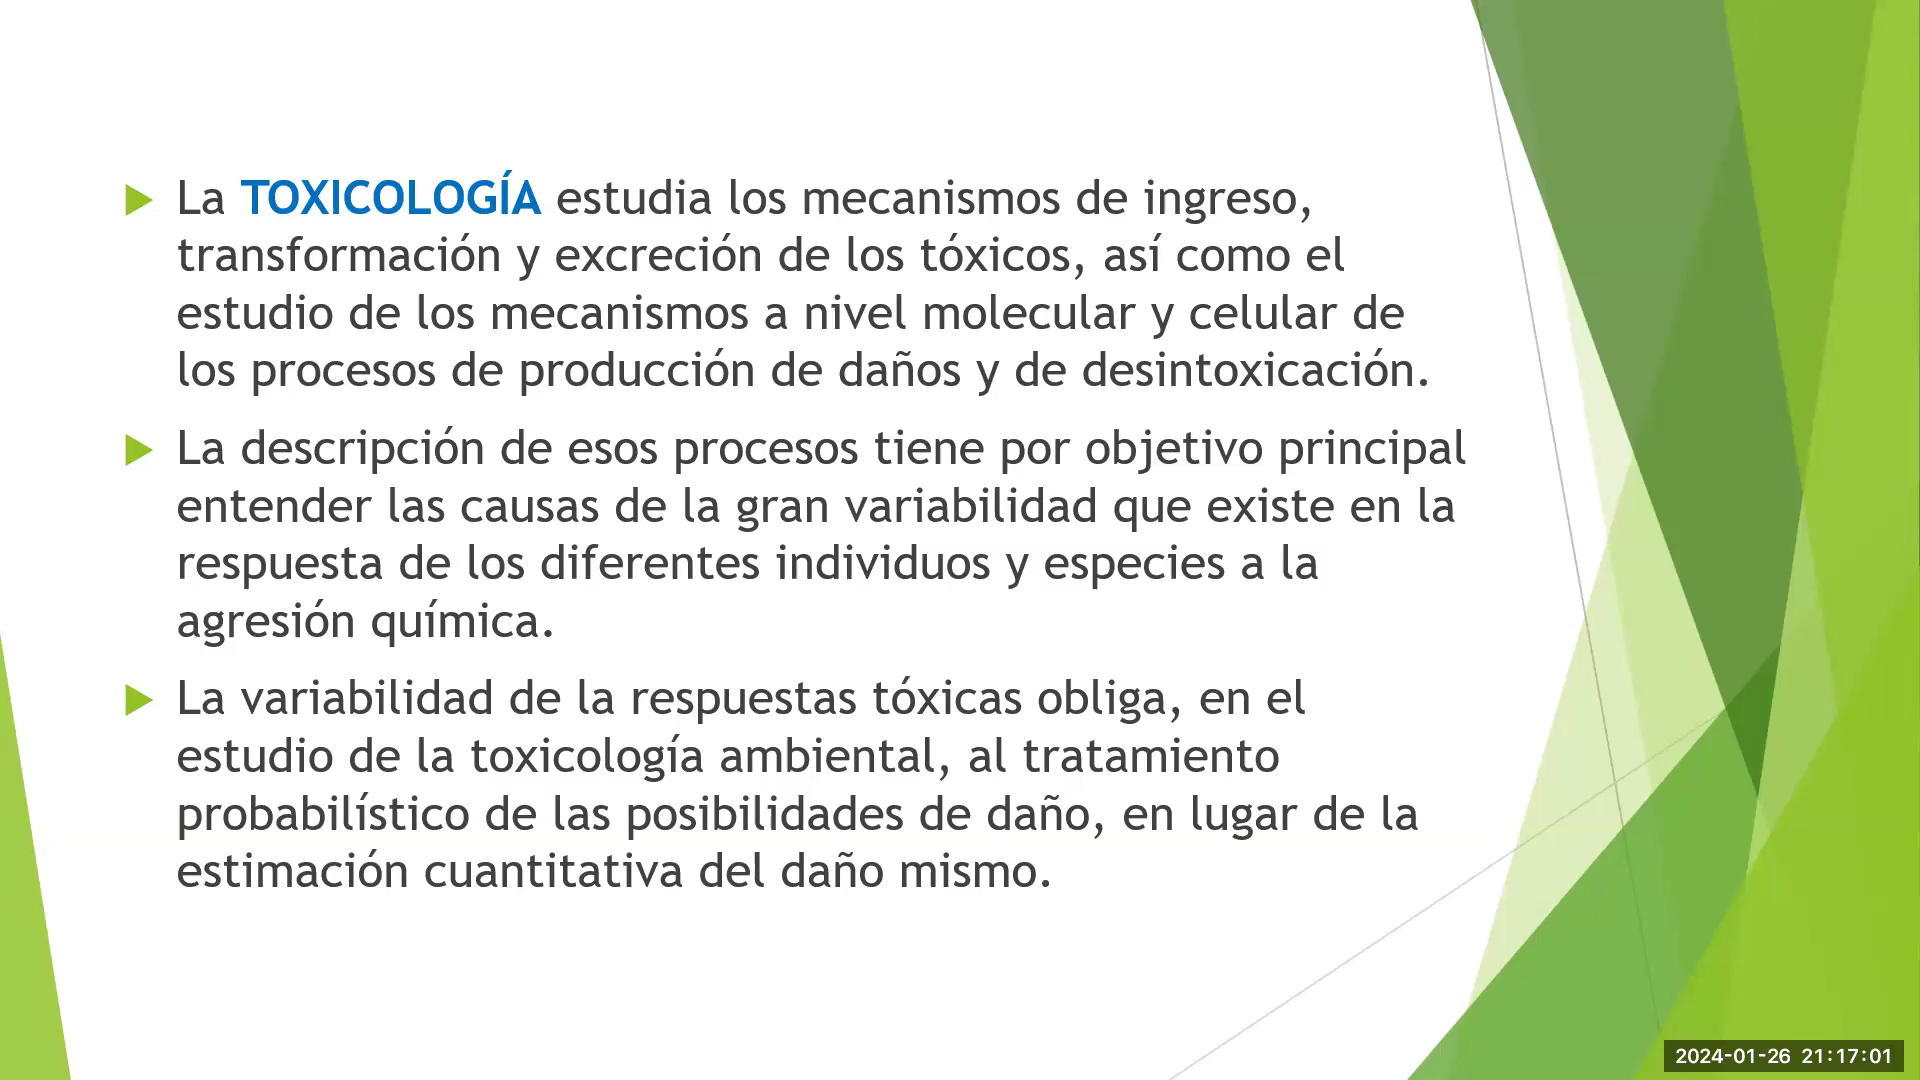 La TOXICOLOGÍA estudia los mecanismos de ingreso,
transformación y excreción de los tóxicos, así como el
estudio de los mecanismos a nivel molecular y celular de
los procesos de producción de daños y de desintoxicación.
La descripción de esos procesos tiene por objetivo principal
entender las causas de la gran variabilidad que existe en la
respuesta de los diferentes individuos y especies a la
agresión química.
La variabilidad de la respuestas tóxicas obliga, en el
estudio de la toxicología ambiental, al tratamiento
probabilístico de las posibilidades de daño, en lugar de la
estimación cuantitativa del daño mismo.
2024-01-26 21:17:01